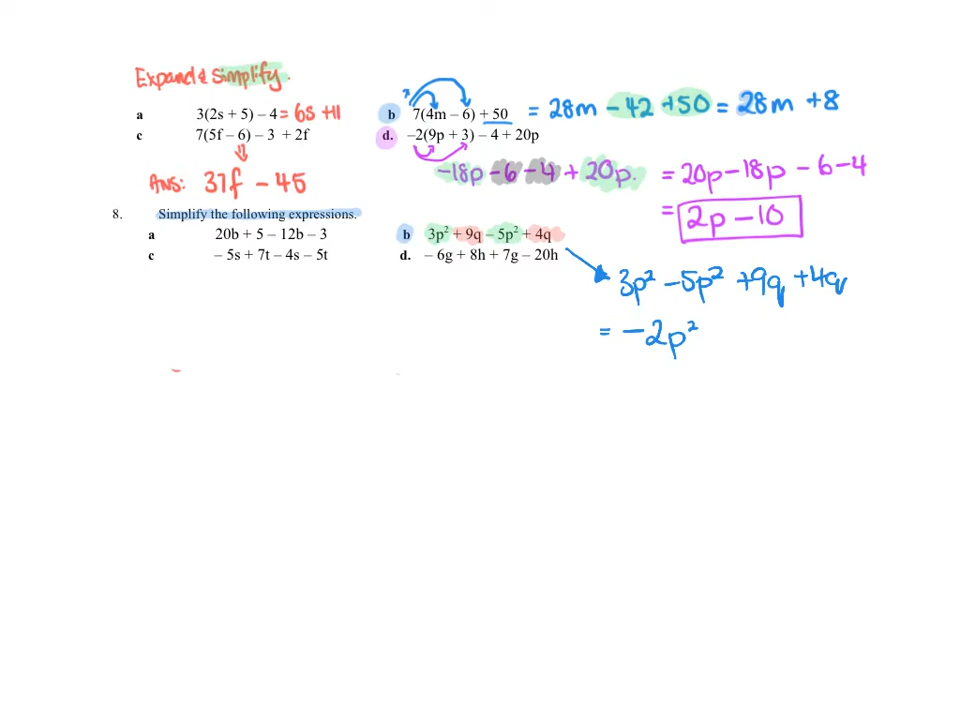 Expand & Simplify.
a 3(2s + 5) – 4 = 6s + 11 b 7(4m – 6) + 50 = 28m – 42 + 50 = 28m + 8
c 7(5f – 6) – 3 + 2f d. –2(9p + 3) – 4 + 20p
⇓
–18p – 6 – 4 + 20p. = 20p – 18p – 6 – 4
Ans: 37f – 45
= 2p – 10
8. Simplify the following expressions.
a 20b + 5 – 12b – 3 b 3p² + 9q – 5p² + 4q
c – 5s + 7t – 4s – 5t d. – 6g + 8h + 7g – 20h
3p² – 5p² + 9q + 4q
= – 2p²